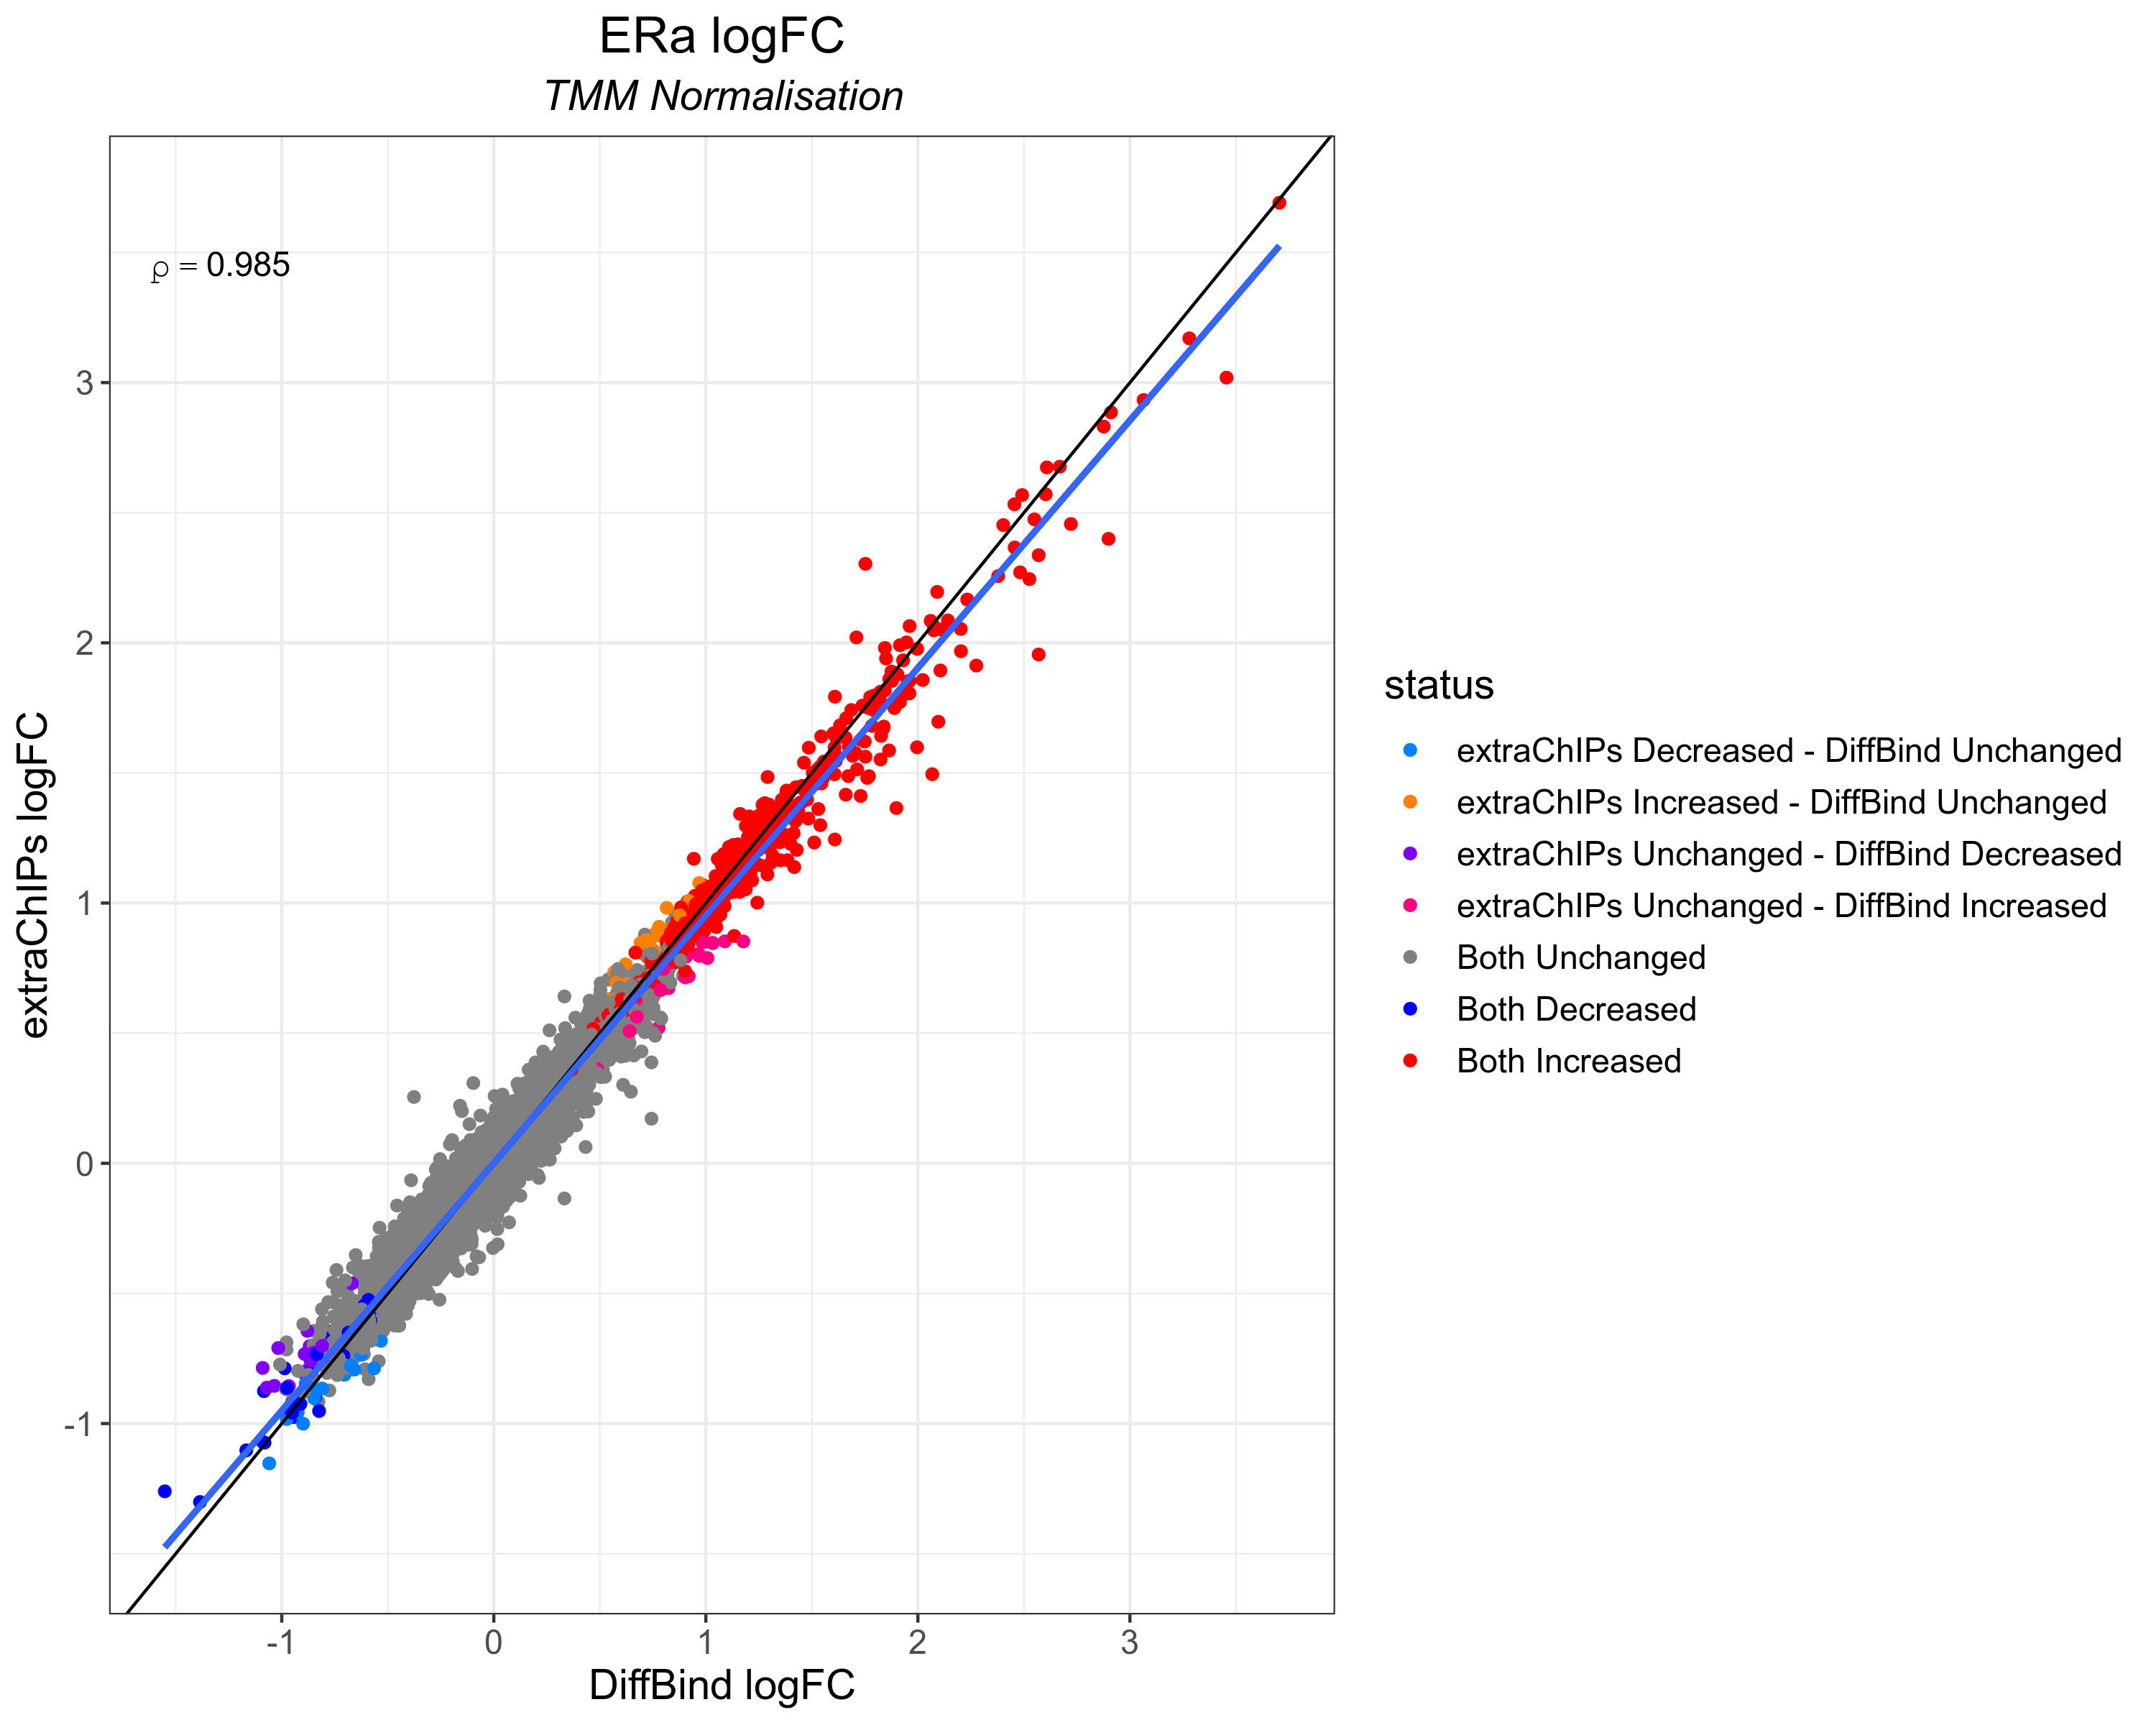 ERa logFC
TMM Normalisation
ρ = 0.985
3
2
1
0
-1
extraChIPs logFC
-1 0 1 2 3
DiffBind logFC
status
extraChIPs Decreased - DiffBind Unchanged
extraChIPs Increased - DiffBind Unchanged
extraChIPs Unchanged - DiffBind Decreased
extraChIPs Unchanged - DiffBind Increased
Both Unchanged
Both Decreased
Both Increased